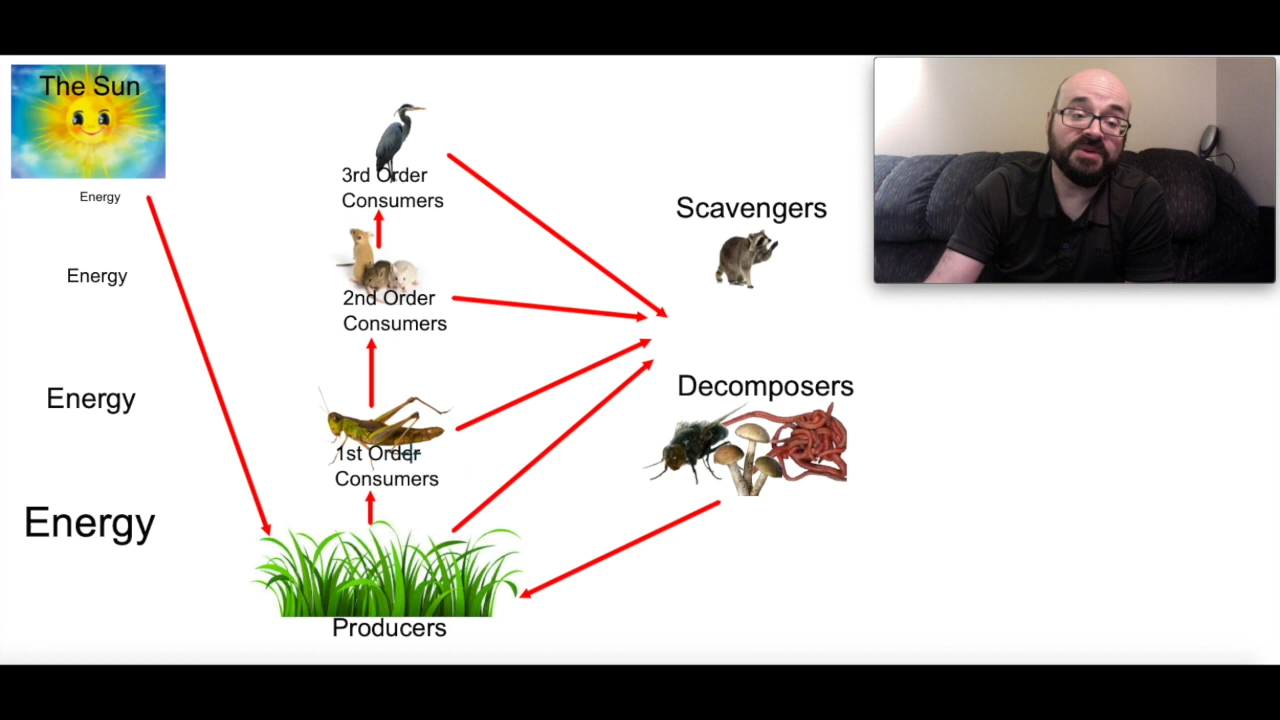 The Sun
Energy
Energy
Energy
Energy
3rd Order
Consumers
2nd Order
Consumers
1st Order
Consumers
Producers
Scavengers
Decomposers